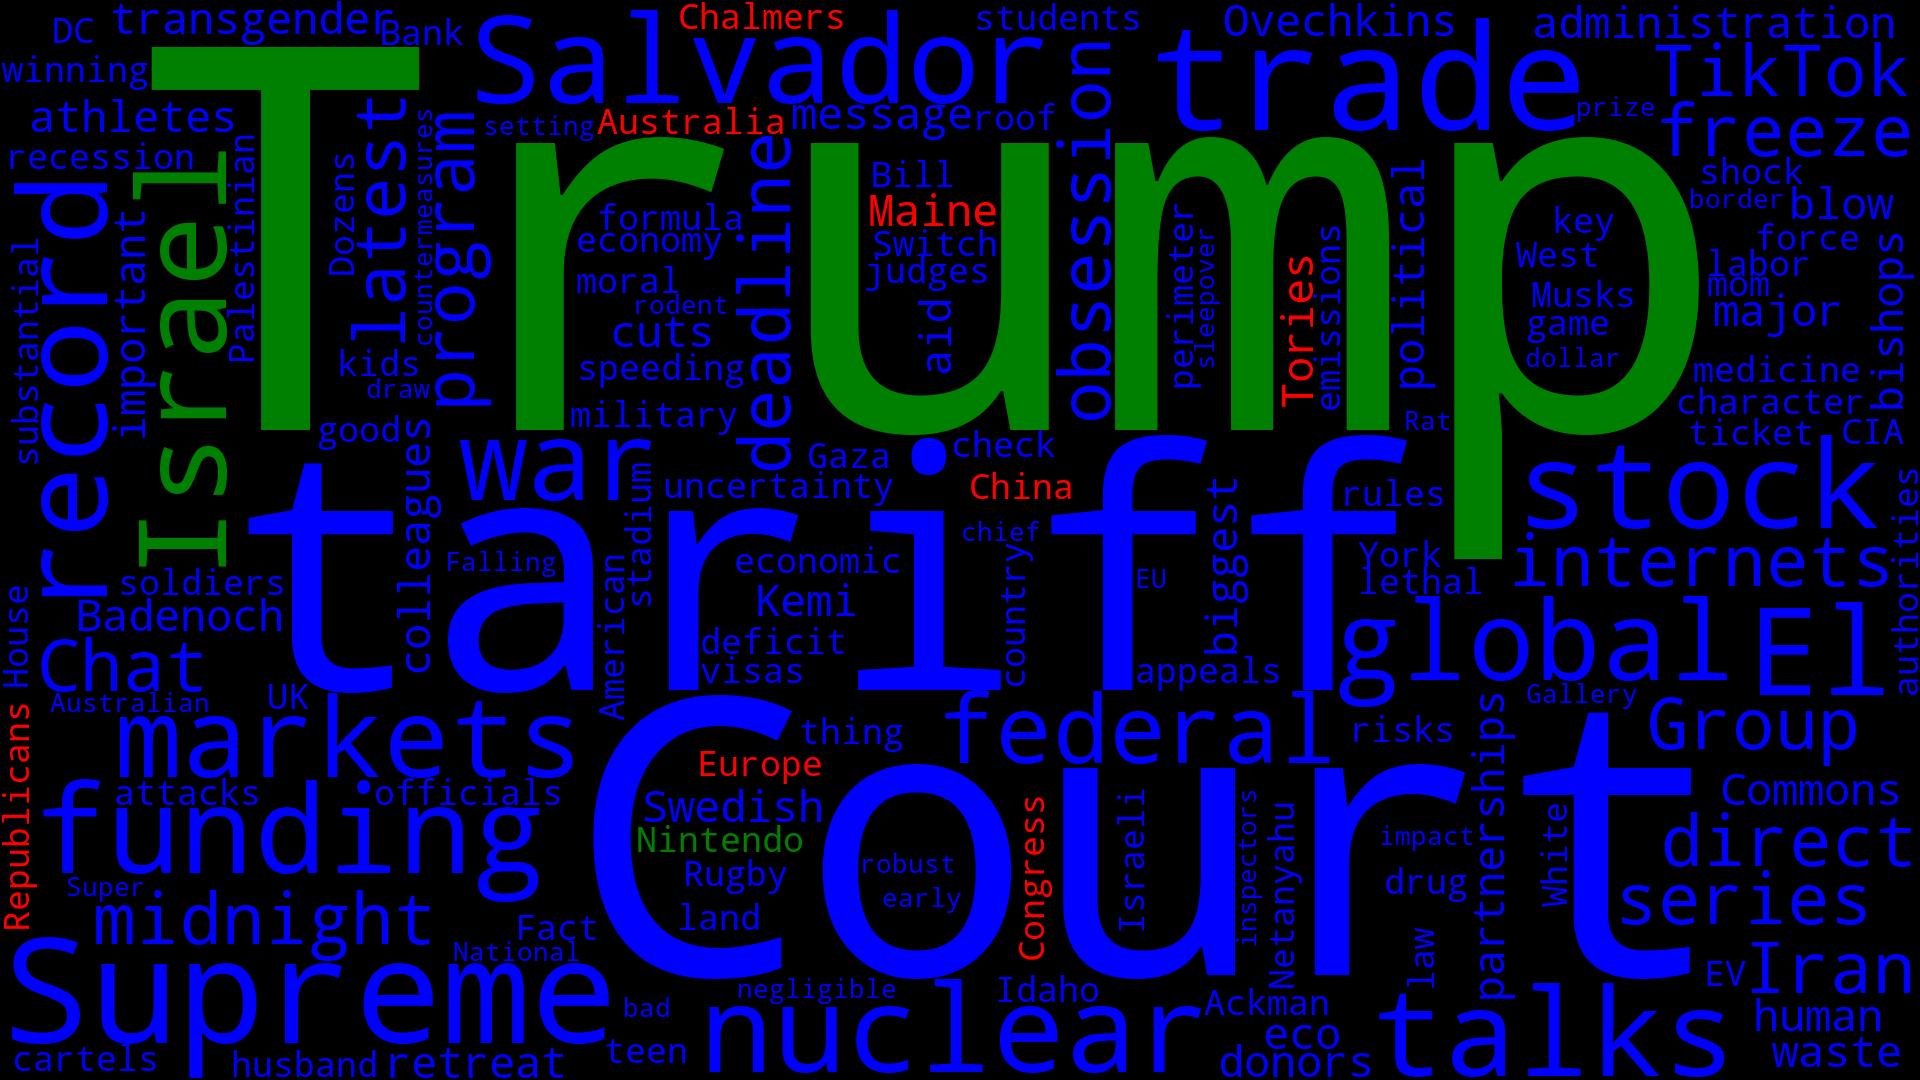 DC
transgender
Bank
Salvador
Chalmers
students
Ovechkins
administration
winning
trade
TikTok
athletes
latest
setting
Australia
message
roof
obsession
prize
freeze
recession
Israel
Trump
record
important
Palestinian
Dozens
countermeasures
program
deadline
Bill
Maine
Switch
judges
aid
formula
economy
moral
rodent
cuts
speeding
military
perimeter
sleepover
Tories
emissions
political
key
West
Musks
game
dollar
shock
border
blow
force
labor
mom
major
bishops
medicine
character
ticket
CIA
substantial
kids
draw
good
colleagues
war
Gaza
check
uncertainty
China
Rat
rules
stock
tariff
stadium
Falling
economic
chief
EU
biggest
York
lethal
internets
authorities
soldiers
Badenoch
House
Chat
American
Kemi
deficit
visas
country
appeals
global
El
Australian
UK
markets
thing
federal
risks
Gallery
Group
partnerships
Republicans
attacks
officials
funding
Europe
Swedish
Nintendo
Rugby
land
Court
robust
early
Congress
Israeli
inspectors
Netanyahu
impact
drug
White
Commons
direct
series
Super
midnight
Fact
National
Supreme
law
EV
Iran
negligible
Idaho
Ackman
bad
nuclear
eco
talks
human
cartels
husband
retreat
teen
donors
waste